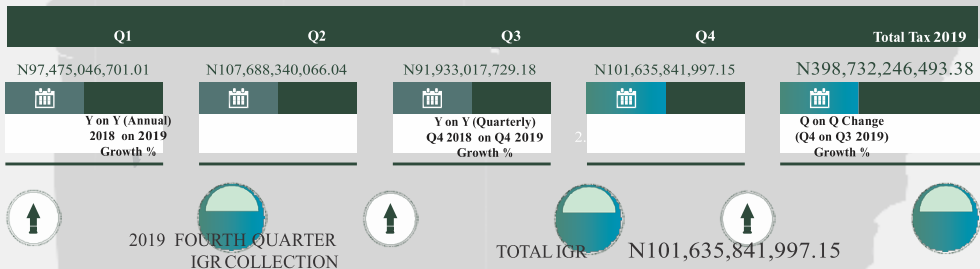 Q1 Q2 Q3 Q4 Total Tax 2019
N97,475,046,701.01 N107,688,340,066.04 N91,933,017,729.18 N101,635,841,997.15 N398,732,246,493.38
Y on Y (Annual)
2018 on 2019
Growth %
Y on Y (Quarterly)
Q4 2018 on Q4 2019
Growth %
2.
Q on Q Change
(Q4 on Q3 2019)
Growth %
2019 FOURTH QUARTER
IGR COLLECTION
TOTAL IGR N101,635,841,997.15